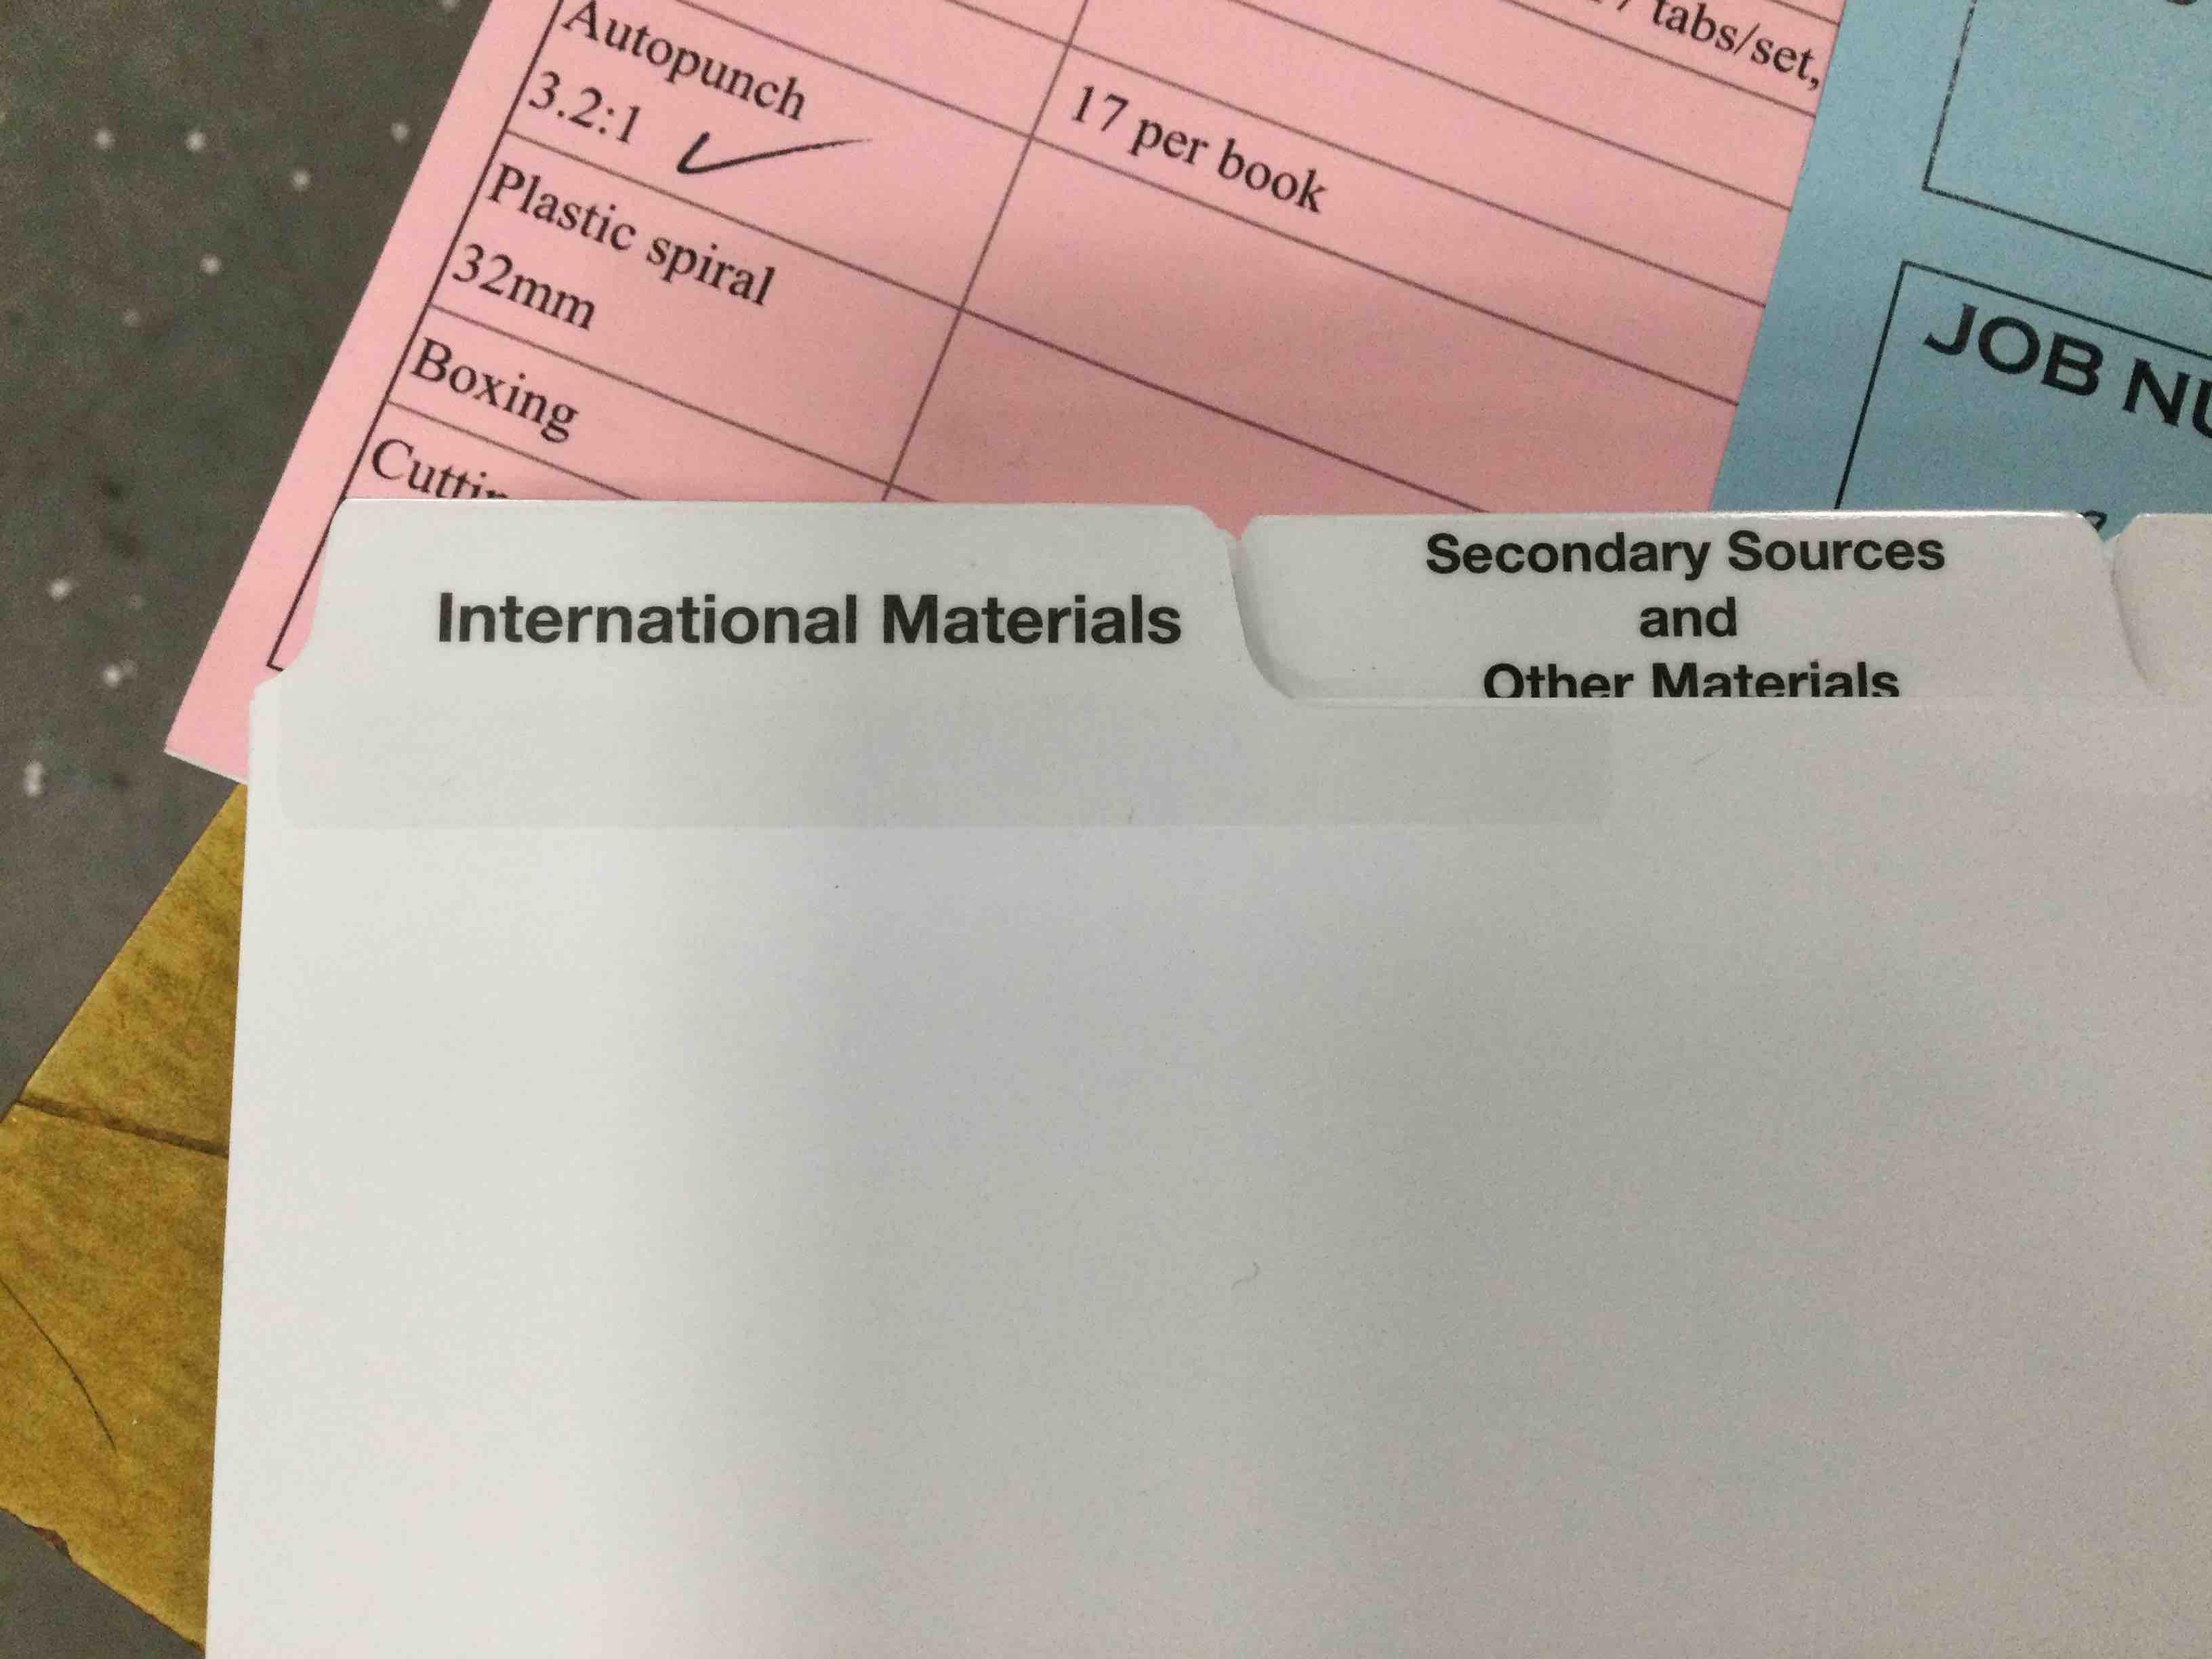 tabs/set,
Autopunch
3.2:1
17 per book
Plastic spiral
32mm
Boxing
JOB
International Materials
Secondary Sources
and
Other Materials